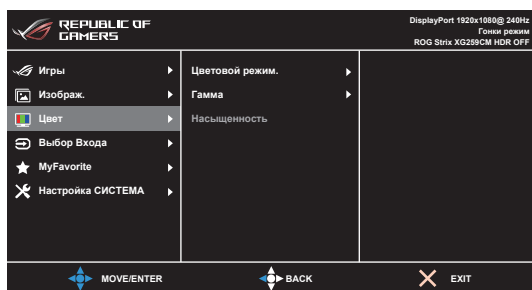 REPUBLIC OF
GAMERS
DisplayPort 1920x1080@ 240Hz
Гонки режим
ROG Strix XG259CM HDR OFF
Игры
Изображ.
Цвет
Выбор Входа
MyFavorite
Настройка СИСТЕМА
Цветовой режим.
Гамма
Насыщенность
MOVE/ENTER
BACK
EXIT